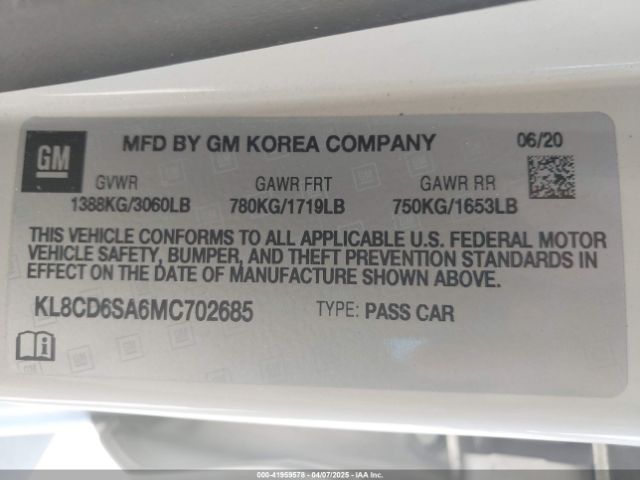 GM MFD BY GM KOREA COMPANY 06/20
GVWR GAWR FRT GAWR RR
1388KG/3060LB 780KG/1719LB 750KG/1653LB
THIS VEHICLE CONFORMS TO ALL APPLICABLE U.S. FEDERAL MOTOR
VEHICLE SAFETY, BUMPER, AND THEFT PREVENTION STANDARDS IN
EFFECT ON THE DATE OF MANUFACTURE SHOWN ABOVE.
KL8CD6SA6MC702685 TYPE: PASS CAR
000-41959578 - 04/07/2025 - IAA Inc.